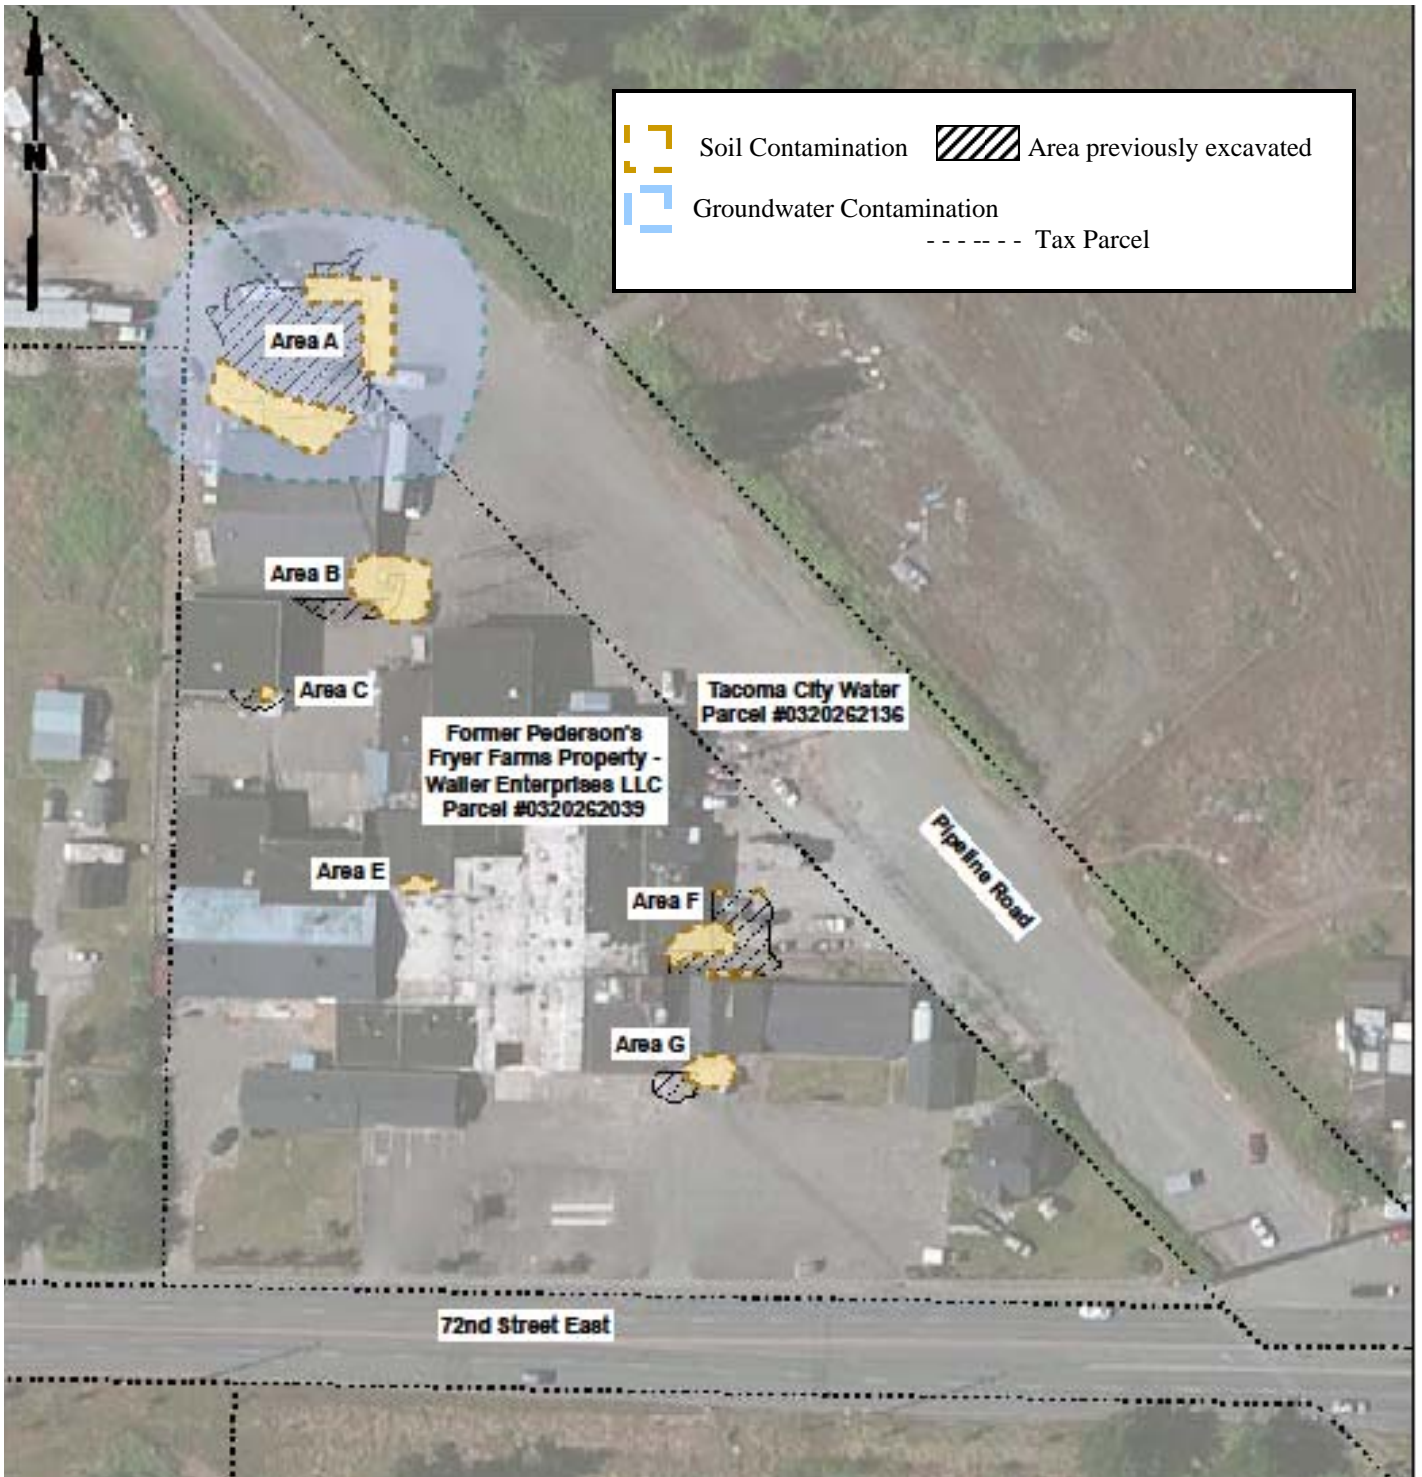 N
Soil Contamination
Area previously excavated
Groundwater Contamination
Tax Parcel
Area A
Area B
Area C
Tacoma City Water
Parcel #0320262136
Former Pederson's
Fryer Farms Property -
Waller Enterprises LLC
Parcel #0320262039
Pipeline Road
Area E
Area F
Area G
72nd Street East